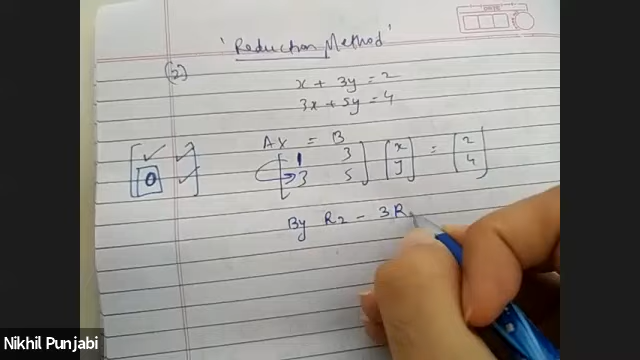 DATE
'Reduction Method'
(2)
x + 3y = 2
3x + 5y = 4
AX = B
[1 3] [x] = [2]
[3 5] [y] [4]
0
By R2 - 3R
Nikhil Punjabi